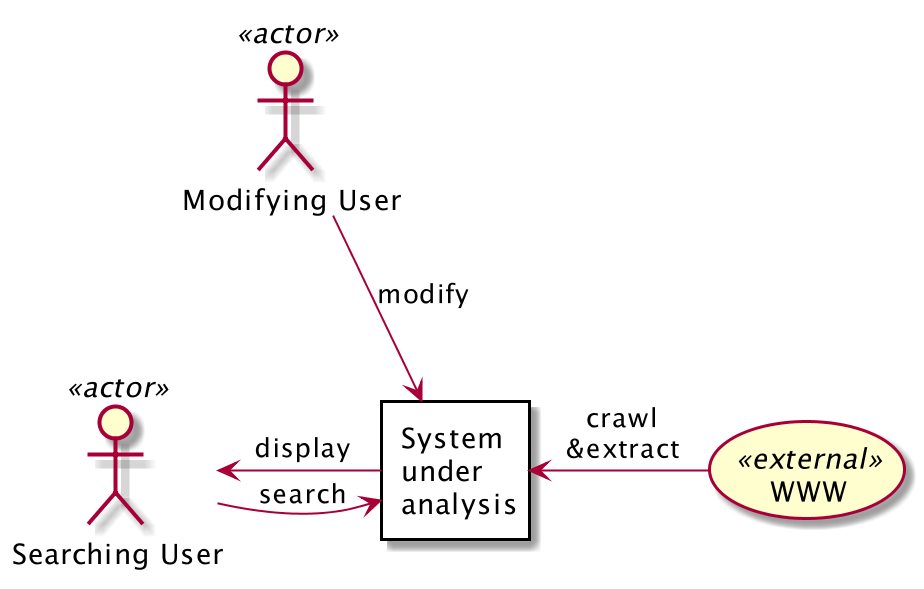 «actor»
Modifying User
modify
«actor»
Searching User
display
search
System
under
analysis
crawl
&extract
«external»
WWW